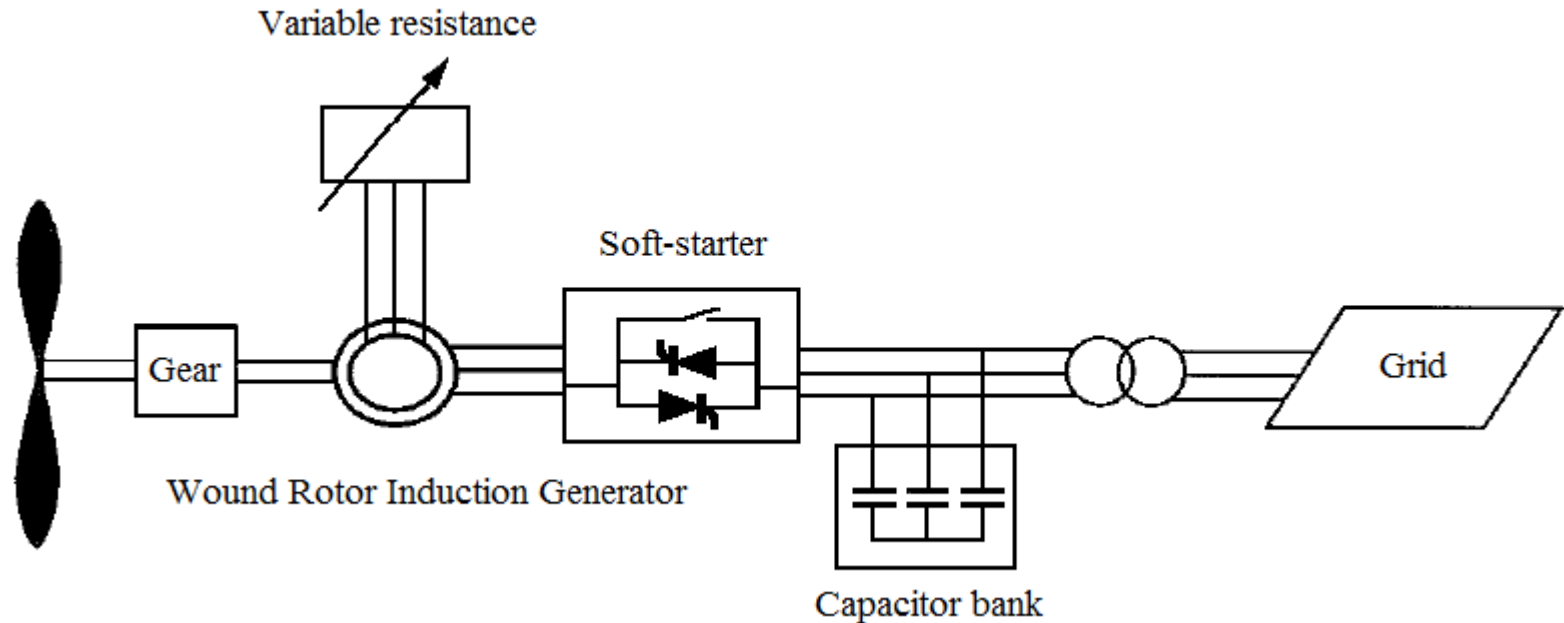 Variable resistance
Soft-starter
Gear
Grid
Wound Rotor Induction Generator
Capacitor bank